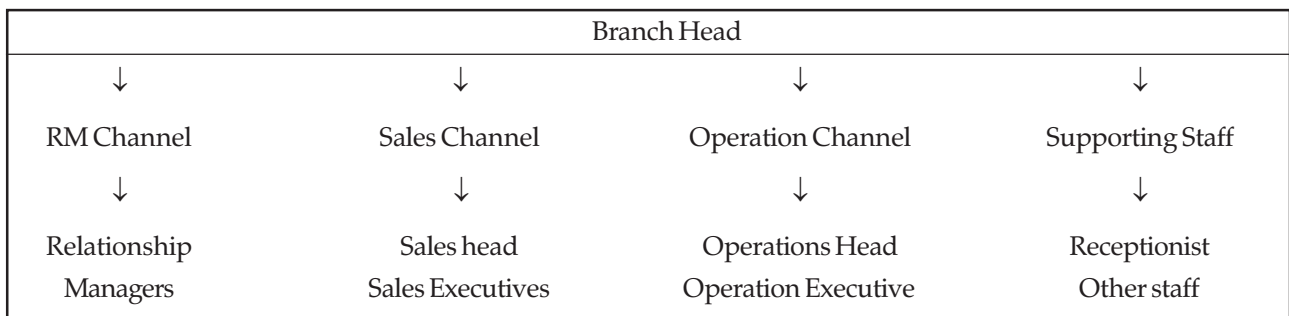 Branch Head
↓ ↓ ↓ ↓
RM Channel Sales Channel Operation Channel Supporting Staff
↓ ↓ ↓ ↓
Relationship Sales head Operations Head Receptionist
Managers Sales Executives Operation Executive Other staff